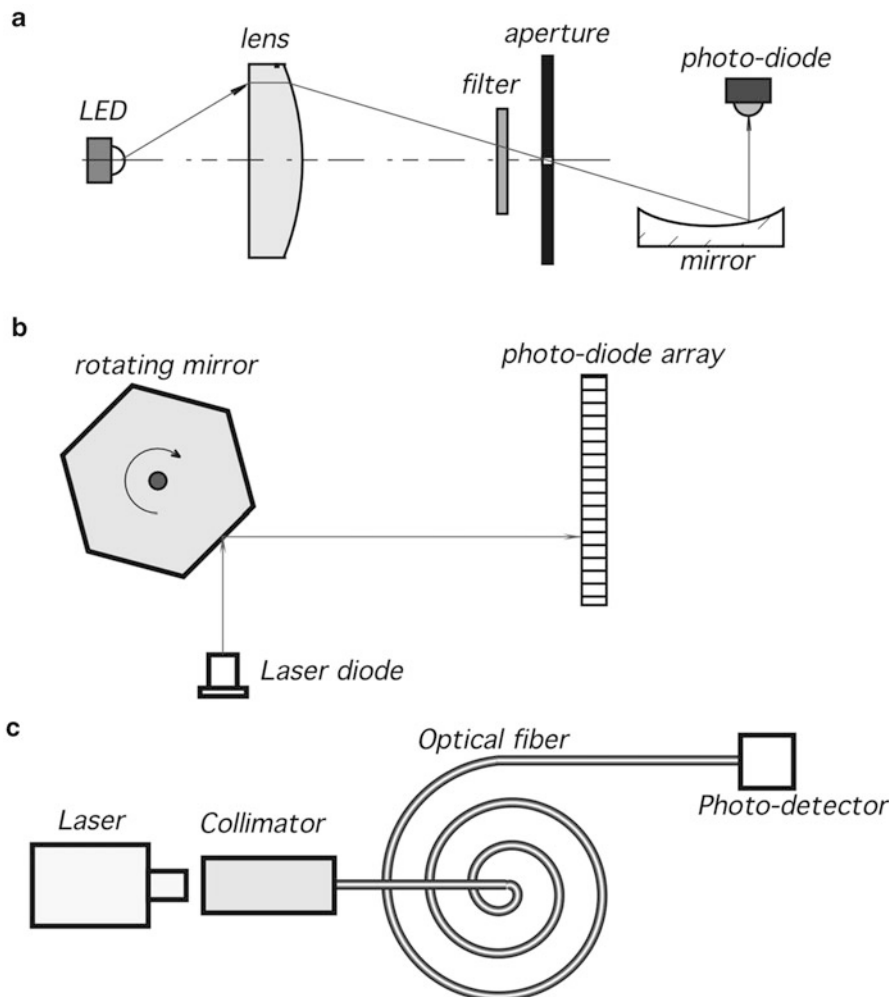 a
lens
aperture
photo-diode
filter
LED
mirror
b
rotating mirror
photo-diode array
Laser diode
c
Optical fiber
Photo-detector
Laser
Collimator